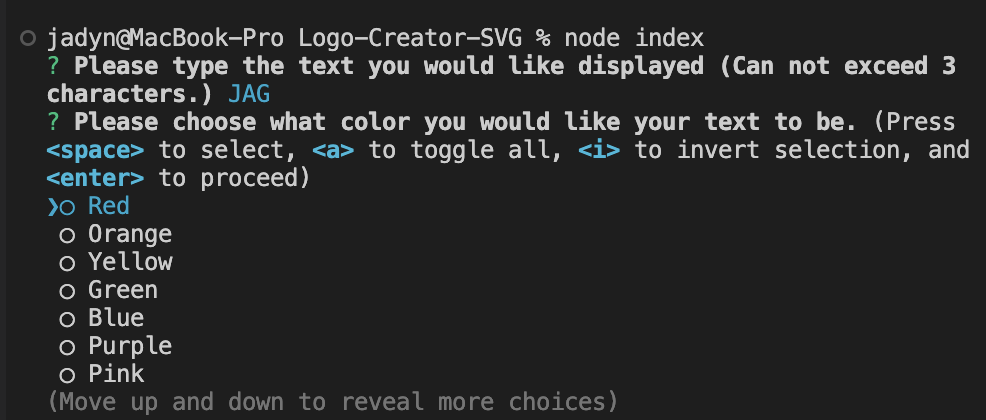 jadyn@MacBook-Pro Logo-Creator-SVG % node index
? Please type the text you would like displayed (Can not exceed 3
characters.) JAG
? Please choose what color you would like your text to be. (Press
<space> to select, <a> to toggle all, <i> to invert selection, and
<enter> to proceed)
❯◯ Red
◯ Orange
◯ Yellow
◯ Green
◯ Blue
◯ Purple
◯ Pink
(Move up and down to reveal more choices)